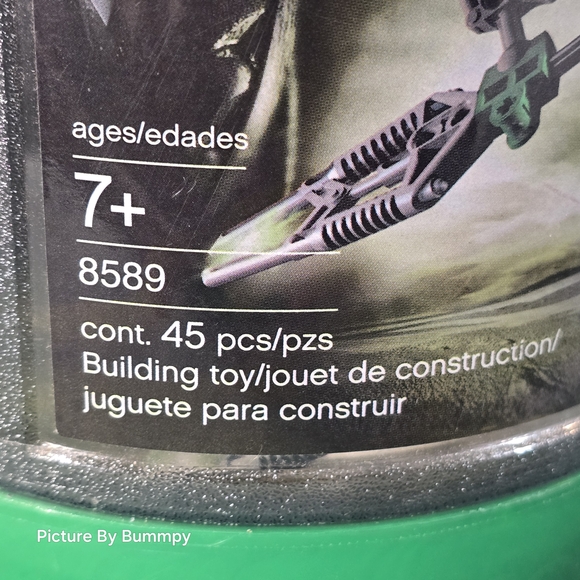 ages/edades
7+
8589
cont. 45 pcs/pzs
Building toy/jouet de construction/
juguete para construir
Picture By Bummpy